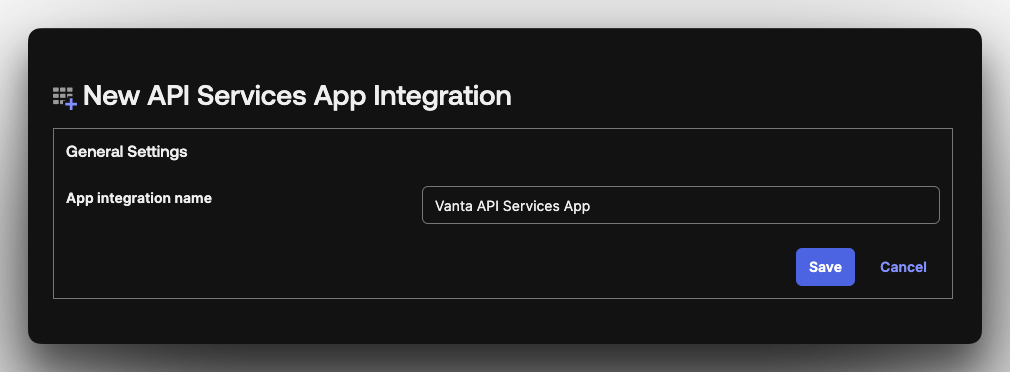 New API Services App Integration
General Settings
App integration name
Vanta API Services App
Save
Cancel